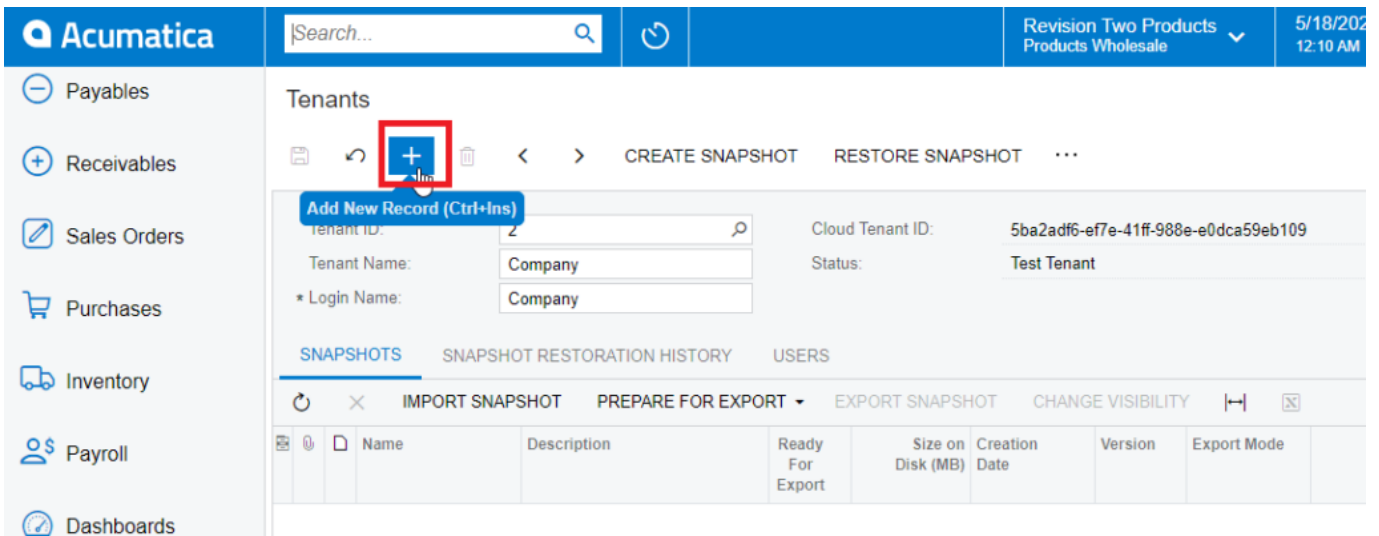 Acumatica
Search...
Revision Two Products
Products Wholesale
5/18/202
12:10 AM
Payables
Receivables
Sales Orders
Purchases
Inventory
Payroll
Dashboards
Tenants
CREATE SNAPSHOT RESTORE SNAPSHOT ...
Add New Record (Ctrl+Ins)
Tenant ID: 2 Cloud Tenant ID: 5ba2adf6-ef7e-41ff-988e-e0dca59eb109
Tenant Name: Company Status: Test Tenant
* Login Name: Company
SNAPSHOTS SNAPSHOT RESTORATION HISTORY USERS
IMPORT SNAPSHOT PREPARE FOR EXPORT EXPORT SNAPSHOT CHANGE VISIBILITY
Name Description Ready For Export Size on Disk (MB) Creation Date Version Export Mode